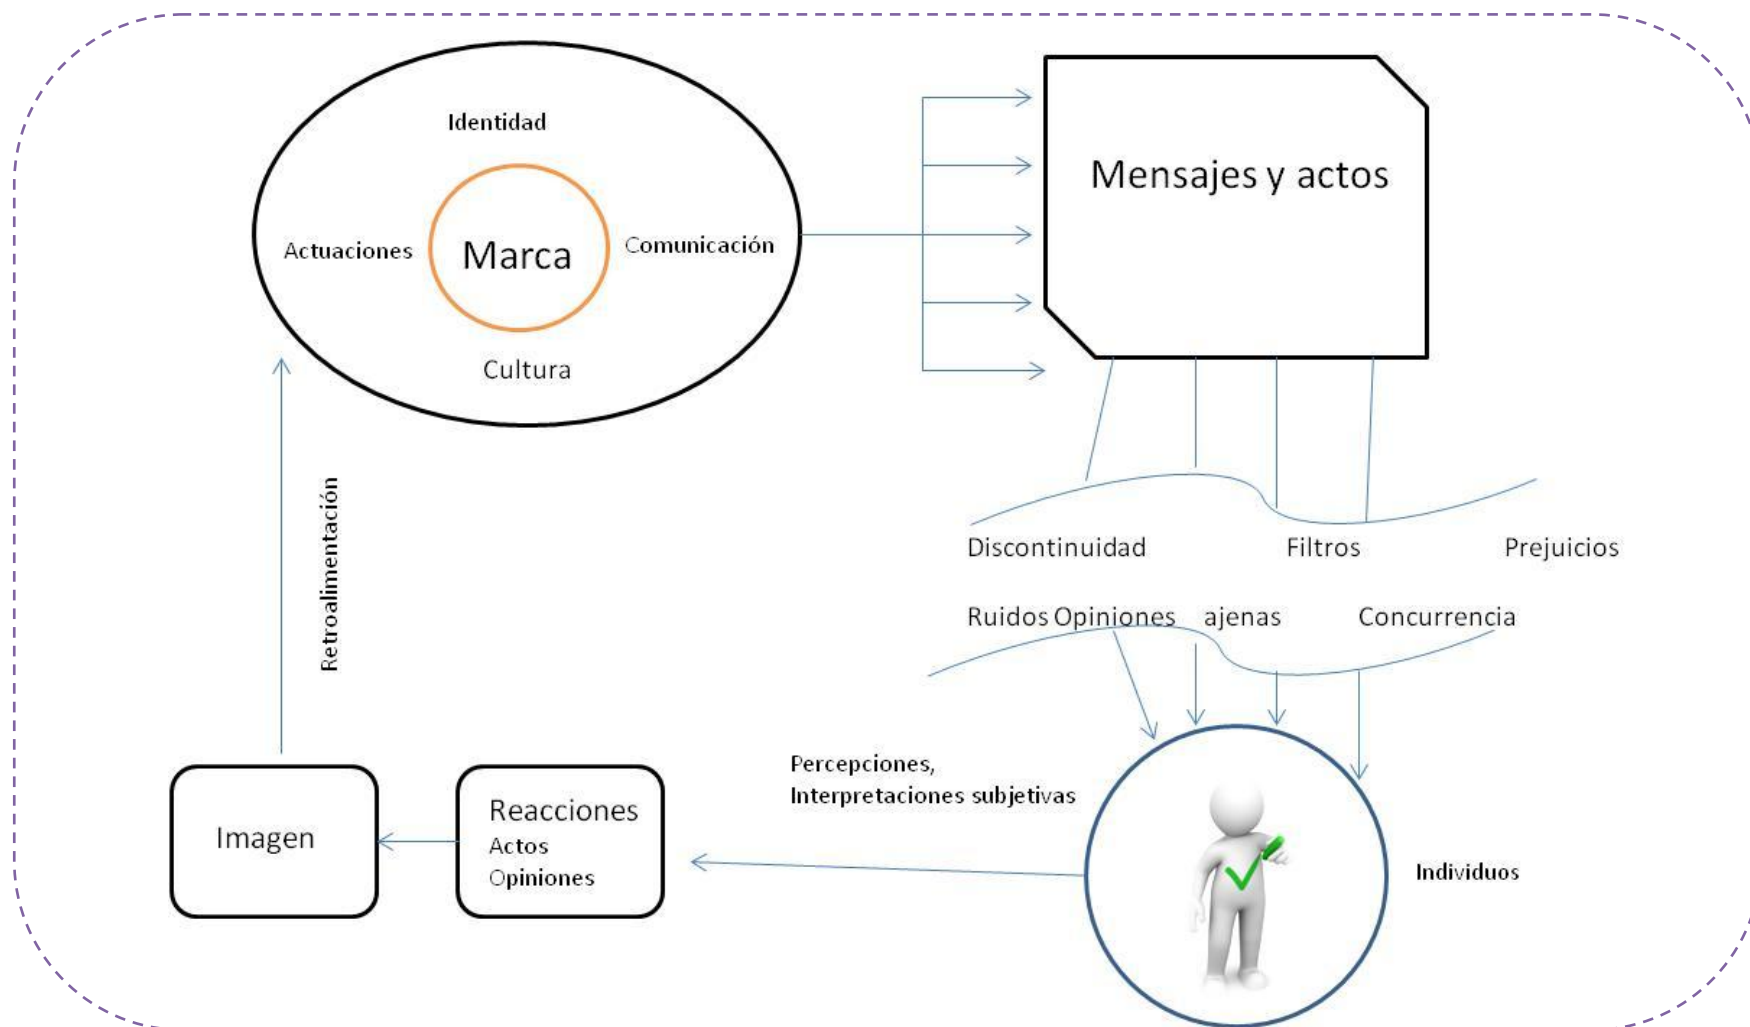 Identidad
Actuaciones
Marca
Comunicación
Cultura
Mensajes y actos
Discontinuidad Filtros Prejuicios
Ruidos Opiniones ajenas Concurrencia
Retroalimentación
Percepciones,
Interpretaciones subjetivas
Individuos
Reacciones
Actos
Opiniones
Imagen